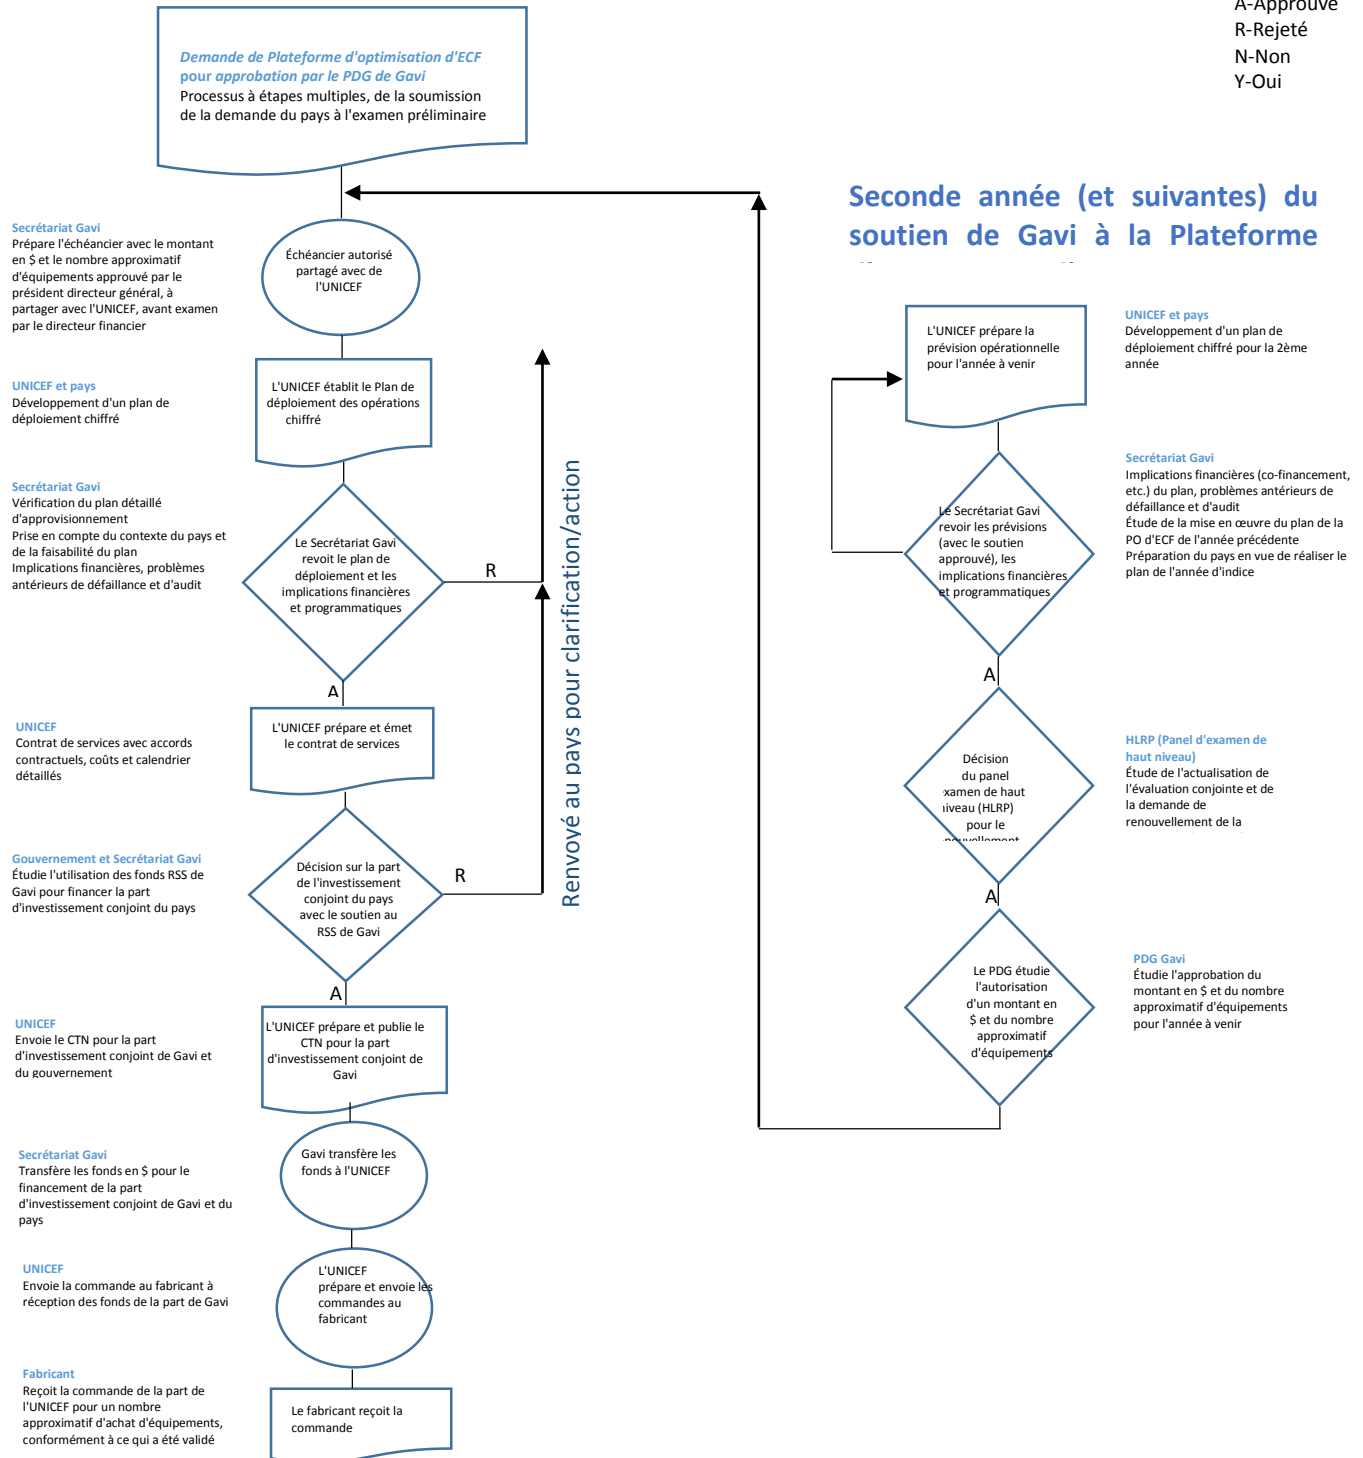 A-Approuvé
R-Rejeté
N-Non
Y-Oui
Demande de Plateforme d'optimisation d'ECF
pour approbation par le PDG de Gavi
Processus à étapes multiples, de la soumission
de la demande du pays à l'examen préliminaire
Secrétariat Gavi
Prépare l'échéancier avec le montant
en $ et le nombre approximatif
d'équipements approuvé par le
président directeur général, à
partager avec l'UNICEF, avant examen
par le directeur financier
Échéancier autorisé
partagé avec de
l'UNICEF
UNICEF et pays
Développement d'un plan de
déploiement chiffré
L'UNICEF établit le Plan de
déploiement des opérations
chiffré
Secrétariat Gavi
Vérification du plan détaillé
d'approvisionnement
Prise en compte du contexte du pays et
de la faisabilité du plan
Implications financières, problèmes
antérieurs de défaillance et d'audit
Le Secrétariat Gavi
revoit le plan de
déploiement et les
implications financières
et programmatiques
R
A
UNICEF
Contrat de services avec accords
contractuels, coûts et calendrier
détaillés
L'UNICEF prépare et émet
le contrat de services
Gouvernement et Secrétariat Gavi
Étudie l'utilisation des fonds RSS de
Gavi pour financer la part
d'investissement conjoint du pays
Décision sur la part
de l'investissement
conjoint du pays
avec le soutien au
RSS de Gavi
R
A
Renvoyé au pays pour clarification/action
UNICEF
Envoie le CTN pour la part
d'investissement conjoint de Gavi et
du gouvernement
L'UNICEF prépare et publie le
CTN pour la part
d'investissement conjoint de
Gavi
Secrétariat Gavi
Transfère les fonds en $ pour le
financement de la part
d'investissement conjoint de Gavi et du
pays
Gavi transfère les
fonds à l'UNICEF
UNICEF
Envoie la commande au fabricant à
réception des fonds de la part de Gavi
L'UNICEF
prépare et envoie les
commandes au
fabricant
Fabricant
Reçoit la commande de la part de
l'UNICEF pour un nombre
approximatif d'achat d'équipements,
conformément à ce qui a été validé
Le fabricant reçoit la
commande
Seconde année (et suivantes) du
soutien de Gavi à la Plateforme
L'UNICEF prépare la
prévision opérationnelle
pour l'année à venir
UNICEF et pays
Développement d'un plan de
déploiement chiffré pour la 2ème
année
Le Secrétariat Gavi
revoir les prévisions
(avec le soutien
approuvé), les
implications financières
et programmatiques
Secrétariat Gavi
Implications financières (co-financement,
etc.) du plan, problèmes antérieurs de
défaillance et d'audit
Étude de la mise en œuvre du plan de la
PO d'ECF de l'année précédente
Préparation du pays en vue de réaliser le
plan de l'année d'indice
A
Décision
du panel
examen de haut
niveau (HLRP)
pour le
HLRP (Panel d'examen de
haut niveau)
Étude de l'actualisation de
l'évaluation conjointe et de
la demande de
renouvellement de la
A
Le PDG étudie
l'autorisation
d'un montant en
$ et du nombre
approximatif
d'équipements
PDG Gavi
Étudie l'approbation du
montant en $ et du nombre
approximatif d'équipements
pour l'année à venir